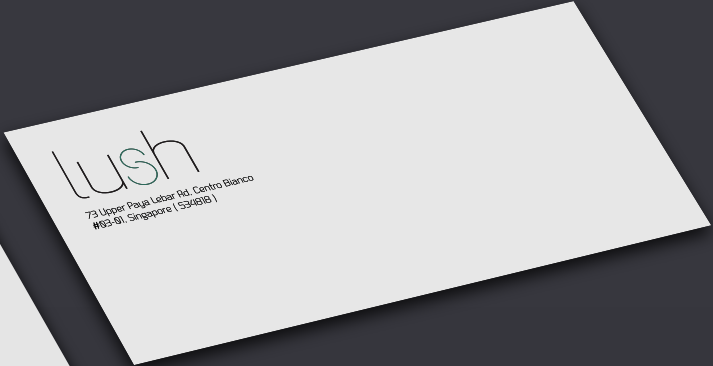 lush
73 Upper Paya Lebar Rd. Centro Bianco
#03-01. Singapore ( 534818 )